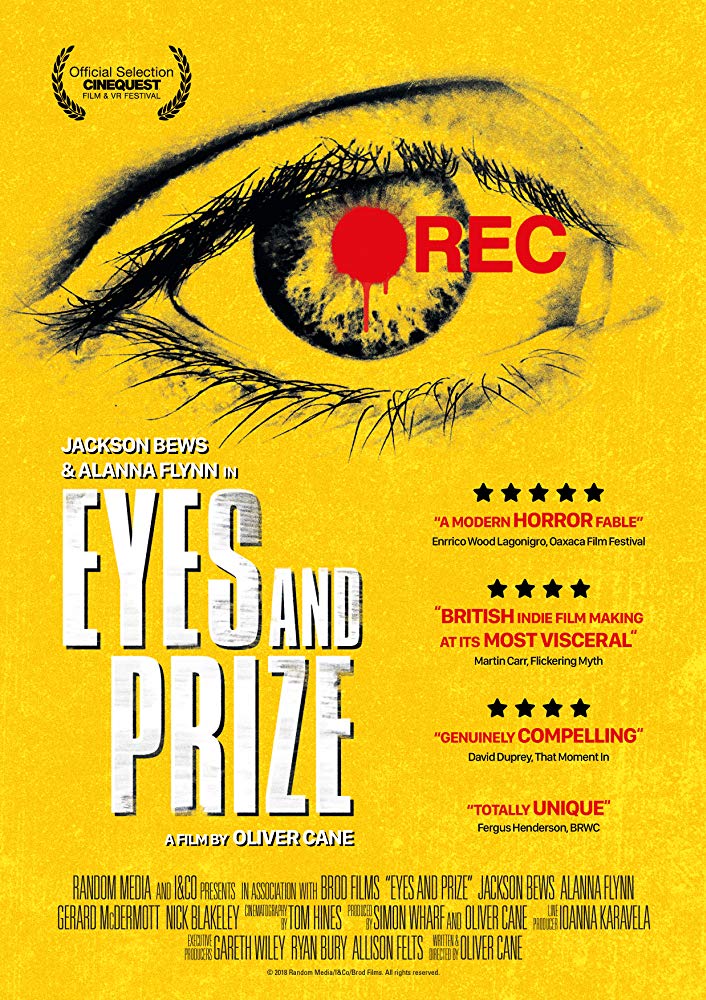 Official Selection
CINEQUEST
FILM & VR FESTIVAL
REC
JACKSON BEWS
& ALANNA FLYNN IN
EYES AND
PRIZE
A FILM BY OLIVER CANE
"A MODERN HORROR FABLE"
Enrrico Wood Lagonigro, Oaxaca Film Festival
"BRITISH INDIE FILM MAKING
AT ITS MOST VISCERAL"
Martin Carr, Flickering Myth
"GENUINELY COMPELLING"
David Duprey, That Moment In
"TOTALLY UNIQUE"
Fergus Henderson, BRWC
RANDOM MEDIA AND I&CO PRESENTS IN ASSOCIATION WITH BROD FILMS "EYES AND PRIZE" JACKSON BEWS ALANNA FLYNN
GERARD MCDERMOTT NICK BLAKELEY CINEMATOGRAPHY BY TOM HINES PRODUCED BY SIMON WHARF AND OLIVER CANE LINE PRODUCER IOANNA KARAVELA
EXECUTIVE PRODUCERS GARETH WILEY RYAN BURY ALLISON FELTS WRITTEN & DIRECTED BY OLIVER CANE
© 2018 Random Media/I&Co/Brod Films. All rights reserved.